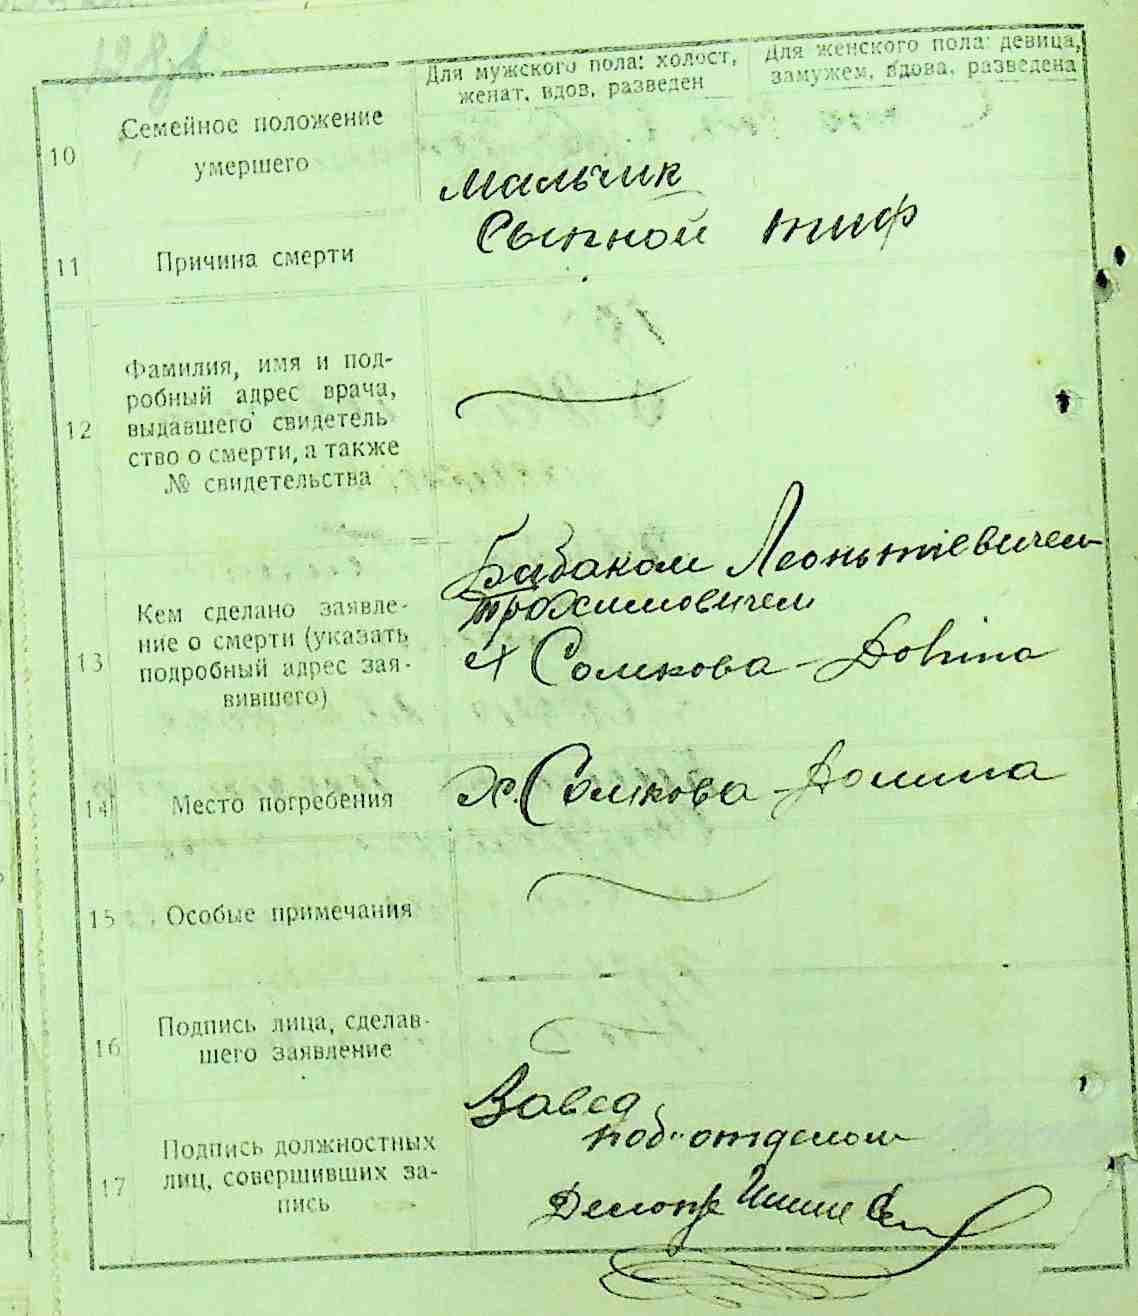 Для мужского пола: холост, женат, вдов, разведен
Для женского пола: девица, замужем, вдова, разведена
10
Семейное положение
умершего
мальчик
11
Причина смерти
Сыпной тиф
12
Фамилия, имя и под-
робный адрес врача,
выдавшего свидетель
ство о смерти, а также
№ свидетельства
13
Кем сделано заявле-
ние о смерти (указать
подробный адрес зая-
вившего)
Бабаком Леонтиевичем
трохимовичем
х Сомкова-Долина
14
Место погребения
х. Сомкова-Долина
15
Особые примечания
16
Подпись лица, сделав-
шего заявление
17
Подпись должностных
лиц, совершивших за-
пись
Завед
под-отделом
Делопр